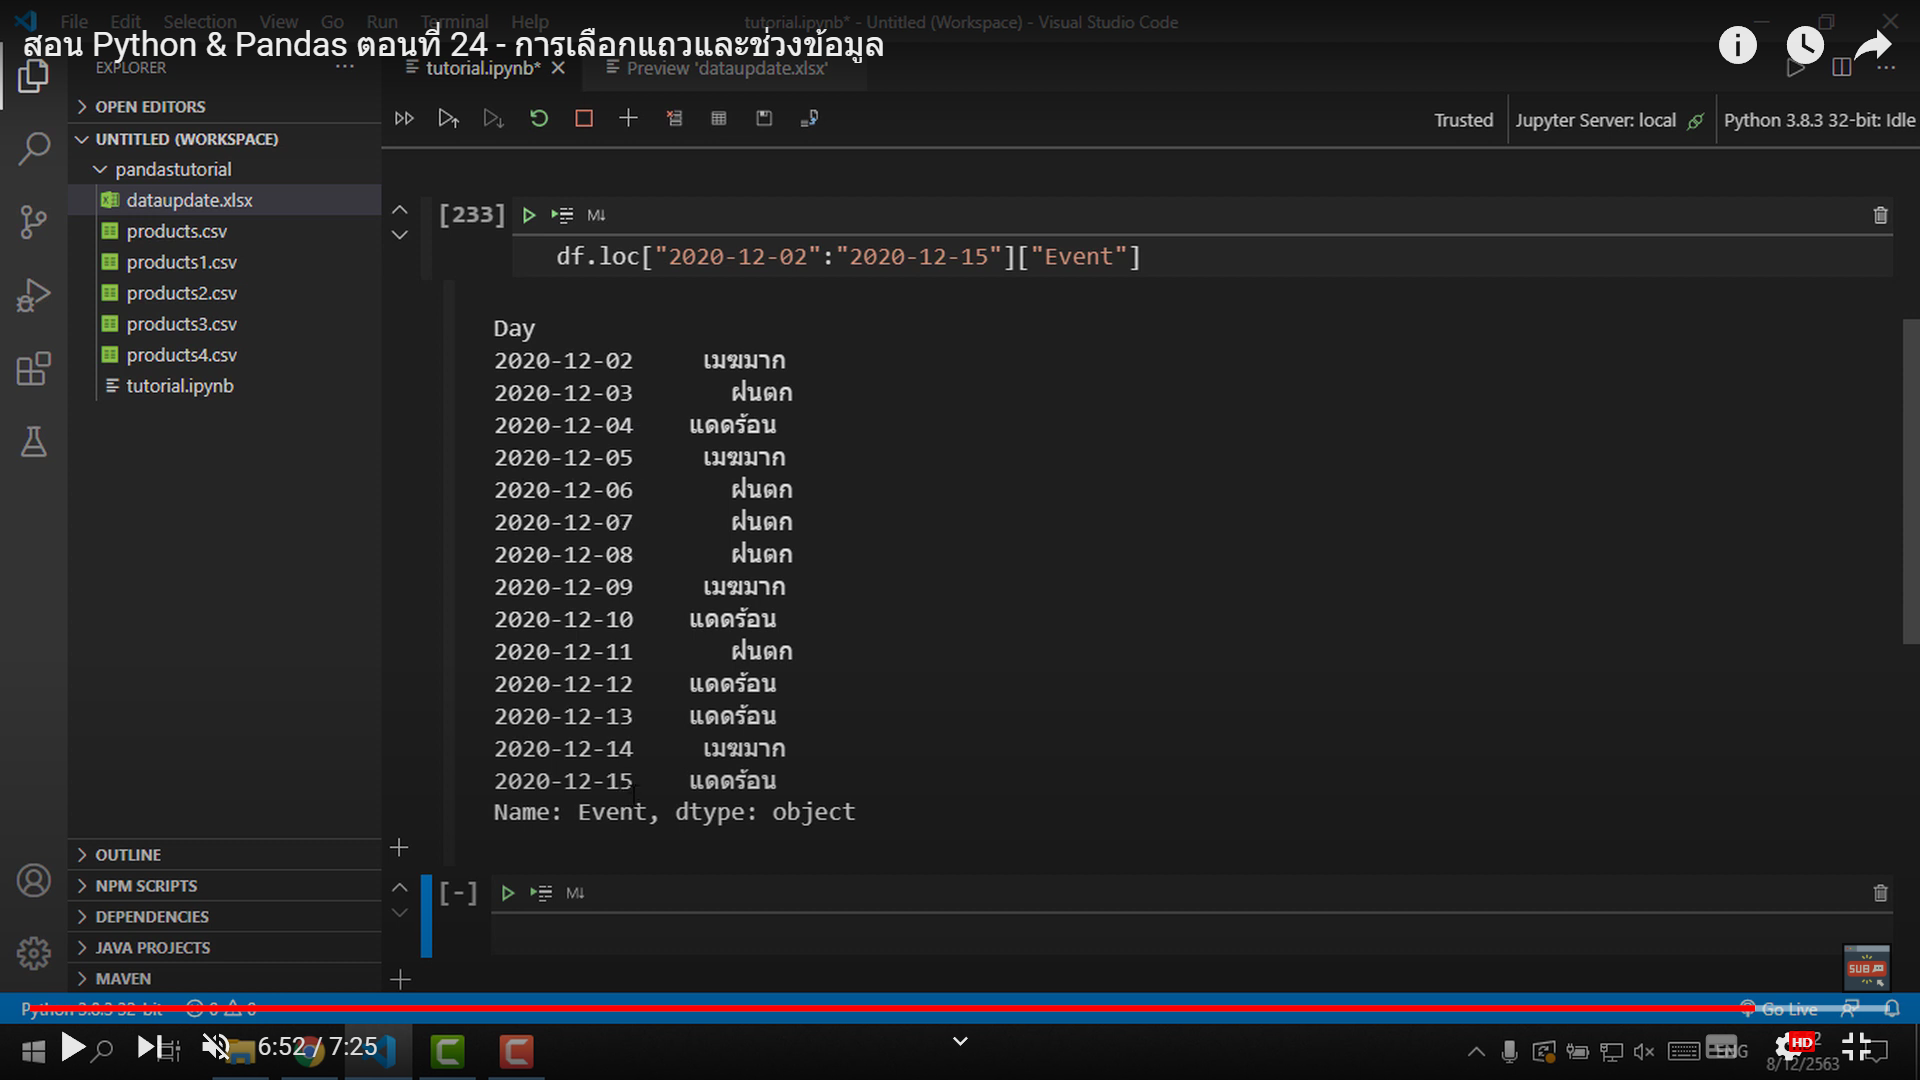 File Edit Selection View Go Run Terminal Help
tutorial.ipynb* - Untitled (Workspace) - Visual Studio Code
สอน Python & Pandas ตอนที่ 24 - การเลือกแถวและช่วงข้อมูล
EXPLORER
tutorial.ipynb*
Preview 'dataupdate.xlsx'
OPEN EDITORS
UNTITLED (WORKSPACE)
pandastutorial
dataupdate.xlsx
products.csv
products1.csv
products2.csv
products3.csv
products4.csv
tutorial.ipynb
Trusted
Jupyter Server: local
Python 3.8.3 32-bit: Idle
[233]
M↓
df.loc["2020-12-02":"2020-12-15"]["Event"]
Day
2020-12-02 เมฆมาก
2020-12-03 ฝนตก
2020-12-04 แดดร้อน
2020-12-05 เมฆมาก
2020-12-06 ฝนตก
2020-12-07 ฝนตก
2020-12-08 ฝนตก
2020-12-09 เมฆมาก
2020-12-10 แดดร้อน
2020-12-11 ฝนตก
2020-12-12 แดดร้อน
2020-12-13 แดดร้อน
2020-12-14 เมฆมาก
2020-12-15 แดดร้อน
Name: Event, dtype: object
[-]
M↓
OUTLINE
NPM SCRIPTS
DEPENDENCIES
JAVA PROJECTS
MAVEN
SUB
Python 3.8.3 32-bit
0 0
Go Live
6:52 / 7:25
ENG
HD
8/12/2563